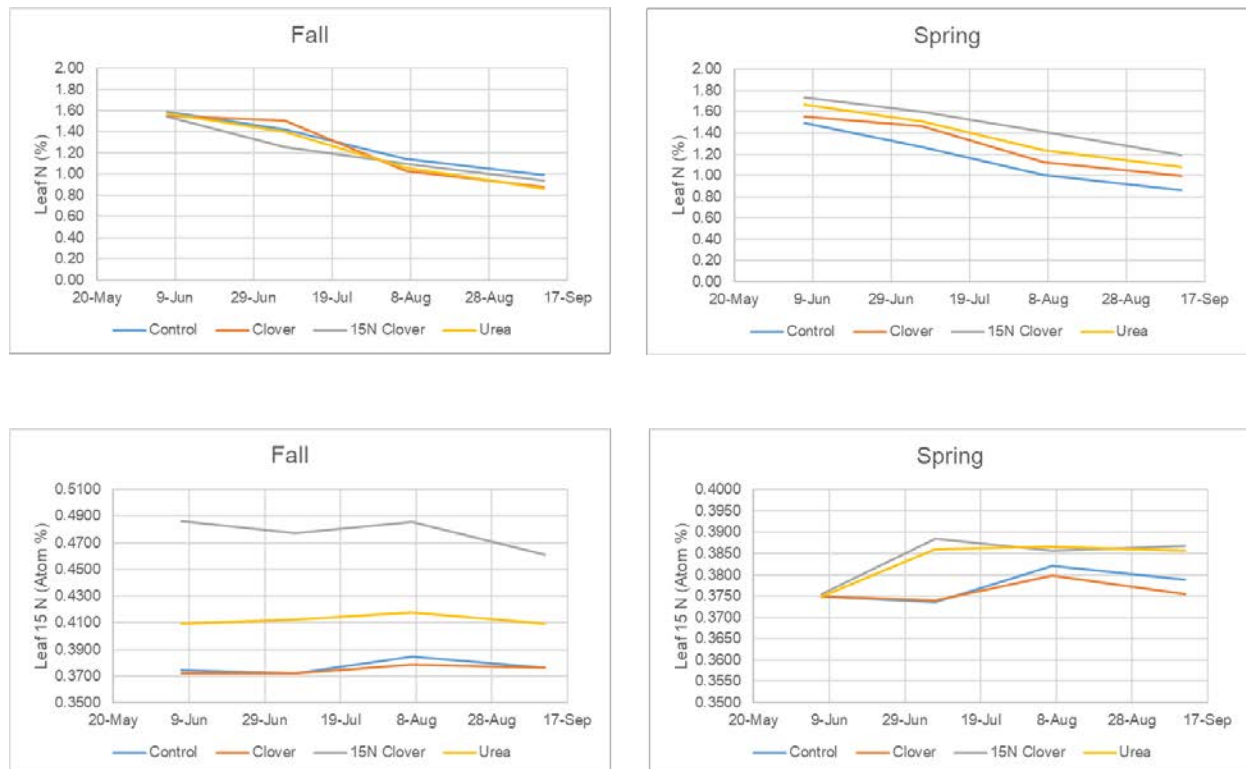 Fall
Leaf N (%)
2.00
1.80
1.60
1.40
1.20
1.00
0.80
0.60
0.40
0.20
0.00
20-May 9-Jun 29-Jun 19-Jul 8-Aug 28-Aug 17-Sep
Control Clover 15N Clover Urea
Spring
Leaf N (%)
2.00
1.80
1.60
1.40
1.20
1.00
0.80
0.60
0.40
0.20
0.00
20-May 9-Jun 29-Jun 19-Jul 8-Aug 28-Aug 17-Sep
Control Clover 15N Clover Urea
Fall
Leaf 15 N (Atom %)
0.5100
0.4900
0.4700
0.4500
0.4300
0.4100
0.3900
0.3700
0.3500
20-May 9-Jun 29-Jun 19-Jul 8-Aug 28-Aug 17-Sep
Control Clover 15N Clover Urea
Spring
Leaf 15 N (Atom %)
0.4000
0.3950
0.3900
0.3850
0.3800
0.3750
0.3700
0.3650
0.3600
0.3550
0.3500
20-May 9-Jun 29-Jun 19-Jul 8-Aug 28-Aug 17-Sep
Control Clover 15N Clover Urea